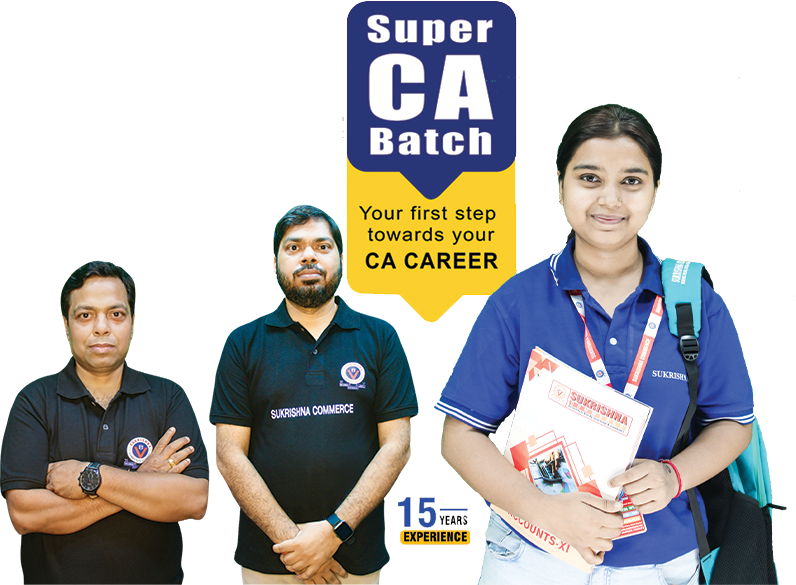 Super
CA
Batch
Your first step
towards your
CA CAREER
SUKRISHNA COMMERCE
SUKRISHNA
SUKRISHNA
ACCOUNTS-XI
15 YEARS
EXPERIENCE